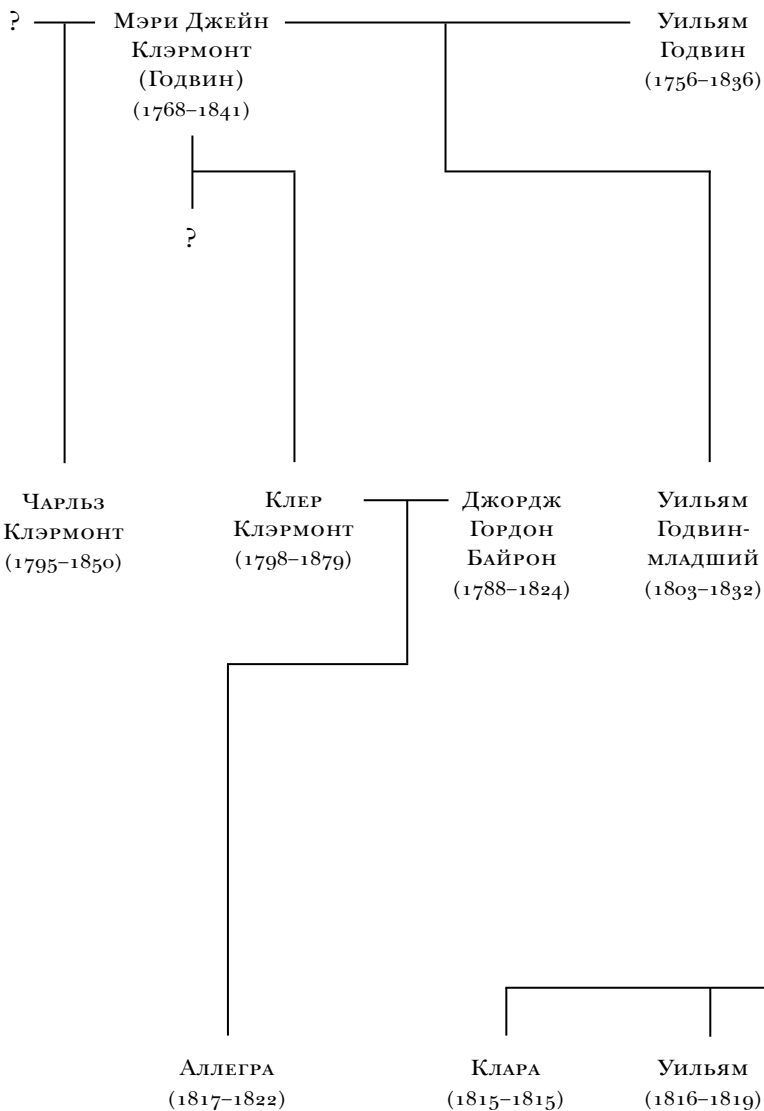 ?
Мэри Джейн
Клэрмонт
(Годвин)
(1768–1841)
Уильям
Годвин
(1756–1836)
?
Чарльз
Клэрмонт
(1795–1850)
Клер
Клэрмонт
(1798–1879)
Джордж
Гордон
Байрон
(1788–1824)
Уильям
Годвин-
младший
(1803–1832)
Аллегра
(1817–1822)
Клара
(1815–1815)
Уильям
(1816–1819)